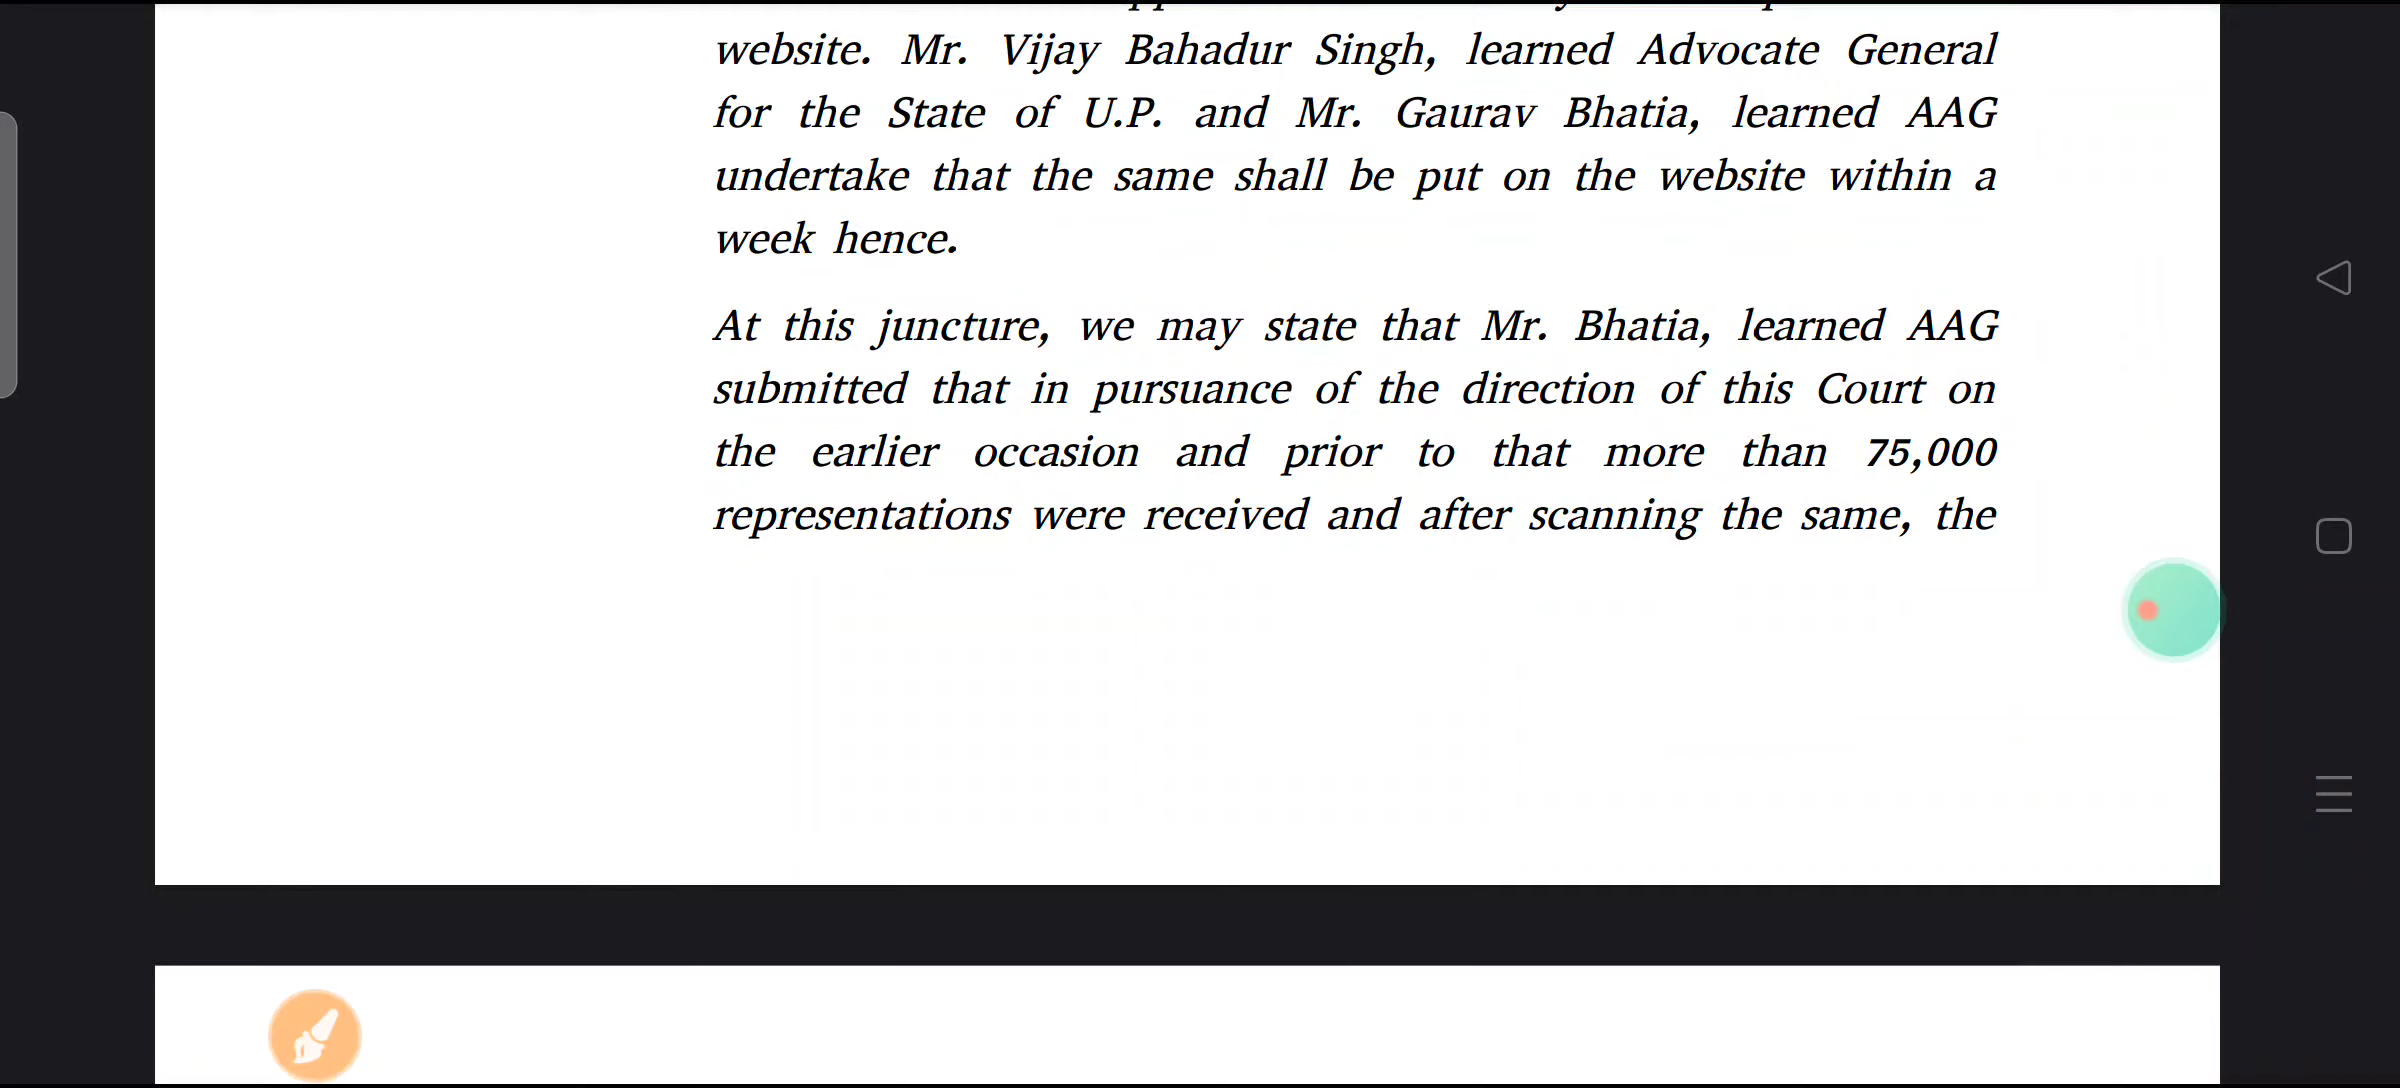 website. Mr. Vijay Bahadur Singh, learned Advocate General
for the State of U.P. and Mr. Gaurav Bhatia, learned AAG
undertake that the same shall be put on the website within a
week hence.
At this juncture, we may state that Mr. Bhatia, learned AAG
submitted that in pursuance of the direction of this Court on
the earlier occasion and prior to that more than 75,000
representations were received and after scanning the same, the